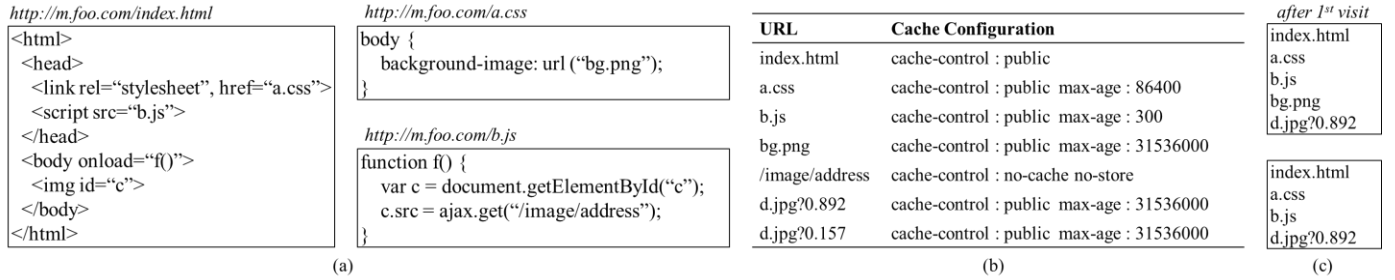 http://m.foo.com/index.html
<html>
<head>
<link rel=“stylesheet”, href=“a.css”>
<script src=“b.js”>
</head>
<body onload=“f()”>
<img id=“c”>
</body>
</html>
http://m.foo.com/a.css
body {
background-image: url (“bg.png”);
}
http://m.foo.com/b.js
function f() {
var c = document.getElementById(“c”);
c.src = ajax.get(“/image/address”);
}
(a)
URL Cache Configuration
index.html cache-control : public
a.css cache-control : public max-age : 86400
b.js cache-control : public max-age : 300
bg.png cache-control : public max-age : 31536000
/image/address cache-control : no-cache no-store
d.jpg?0.892 cache-control : public max-age : 31536000
d.jpg?0.157 cache-control : public max-age : 31536000
(b)
after 1st visit
index.html
a.css
b.js
bg.png
d.jpg?0.892
index.html
a.css
b.js
d.jpg?0.892
(c)